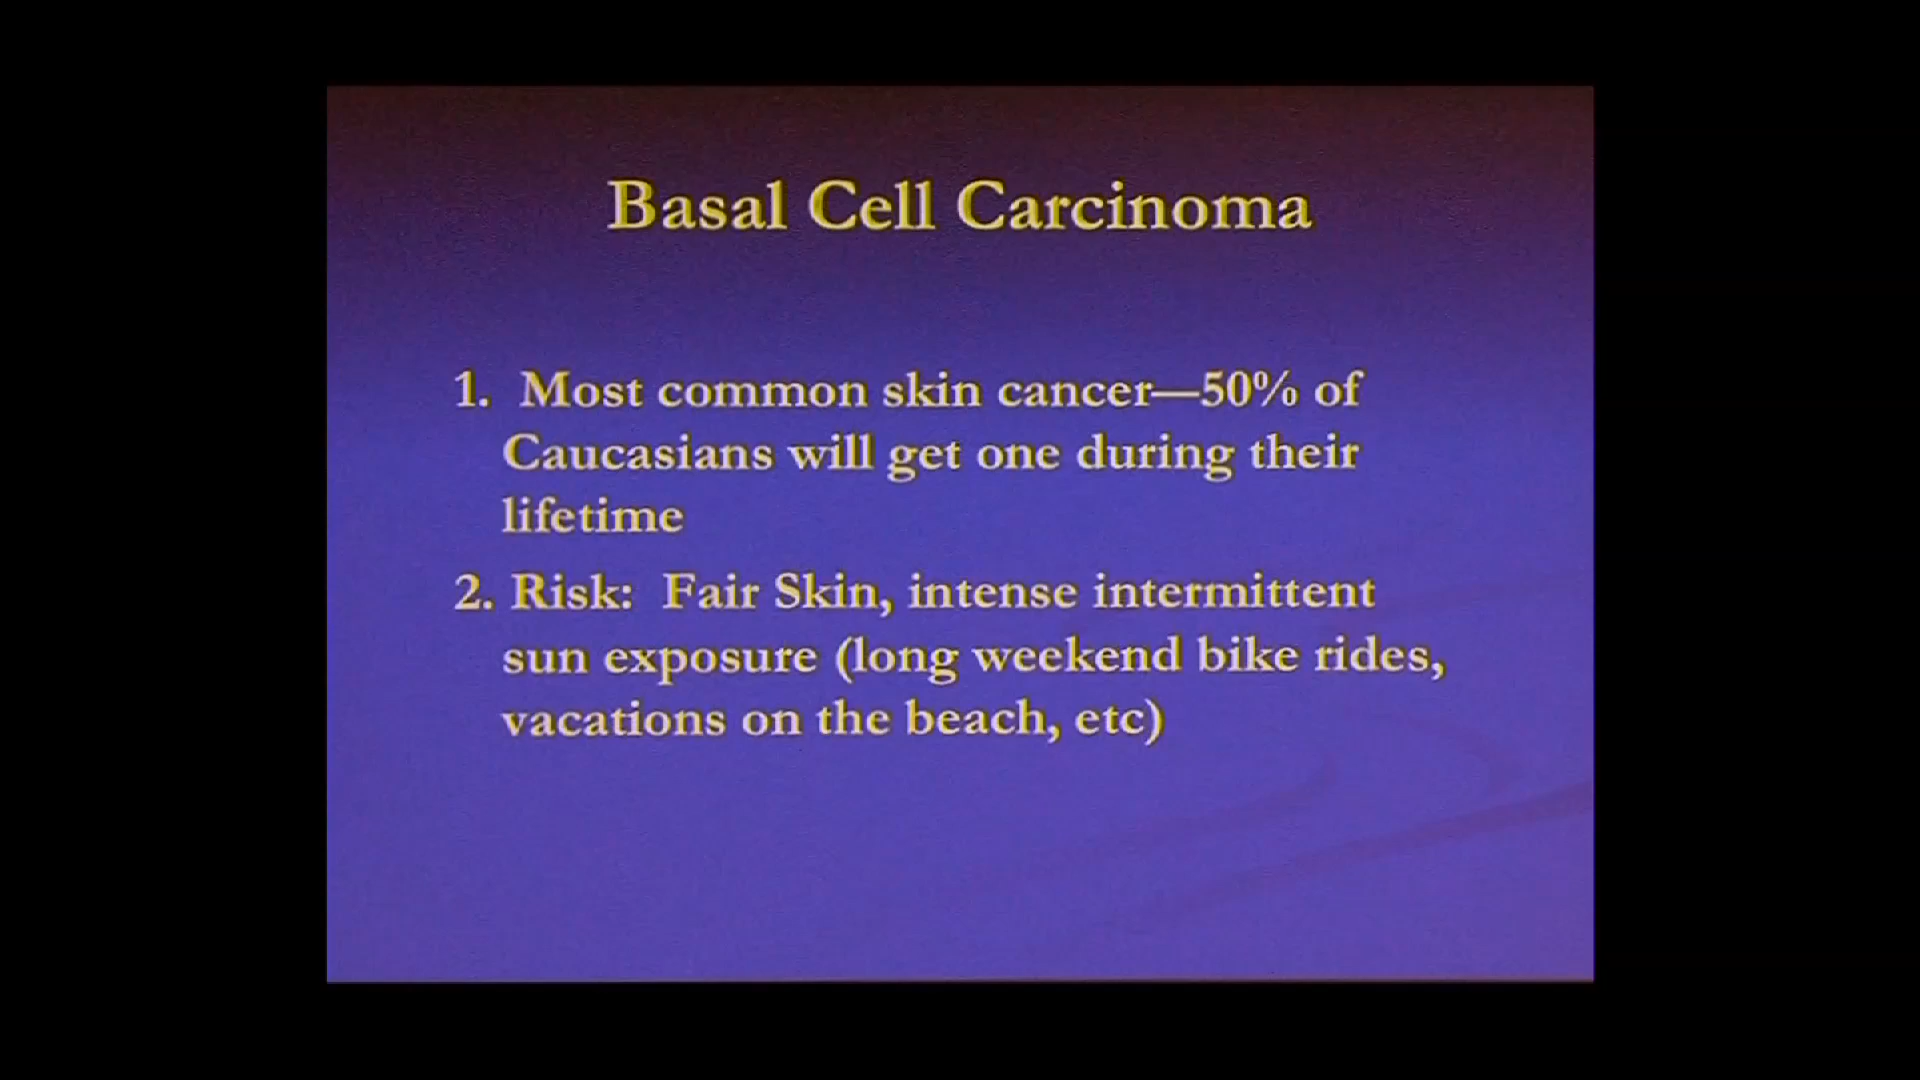 Basal Cell Carcinoma
1. Most common skin cancer—50% of
Caucasians will get one during their
lifetime
2. Risk: Fair Skin, intense intermittent
sun exposure (long weekend bike rides,
vacations on the beach, etc)